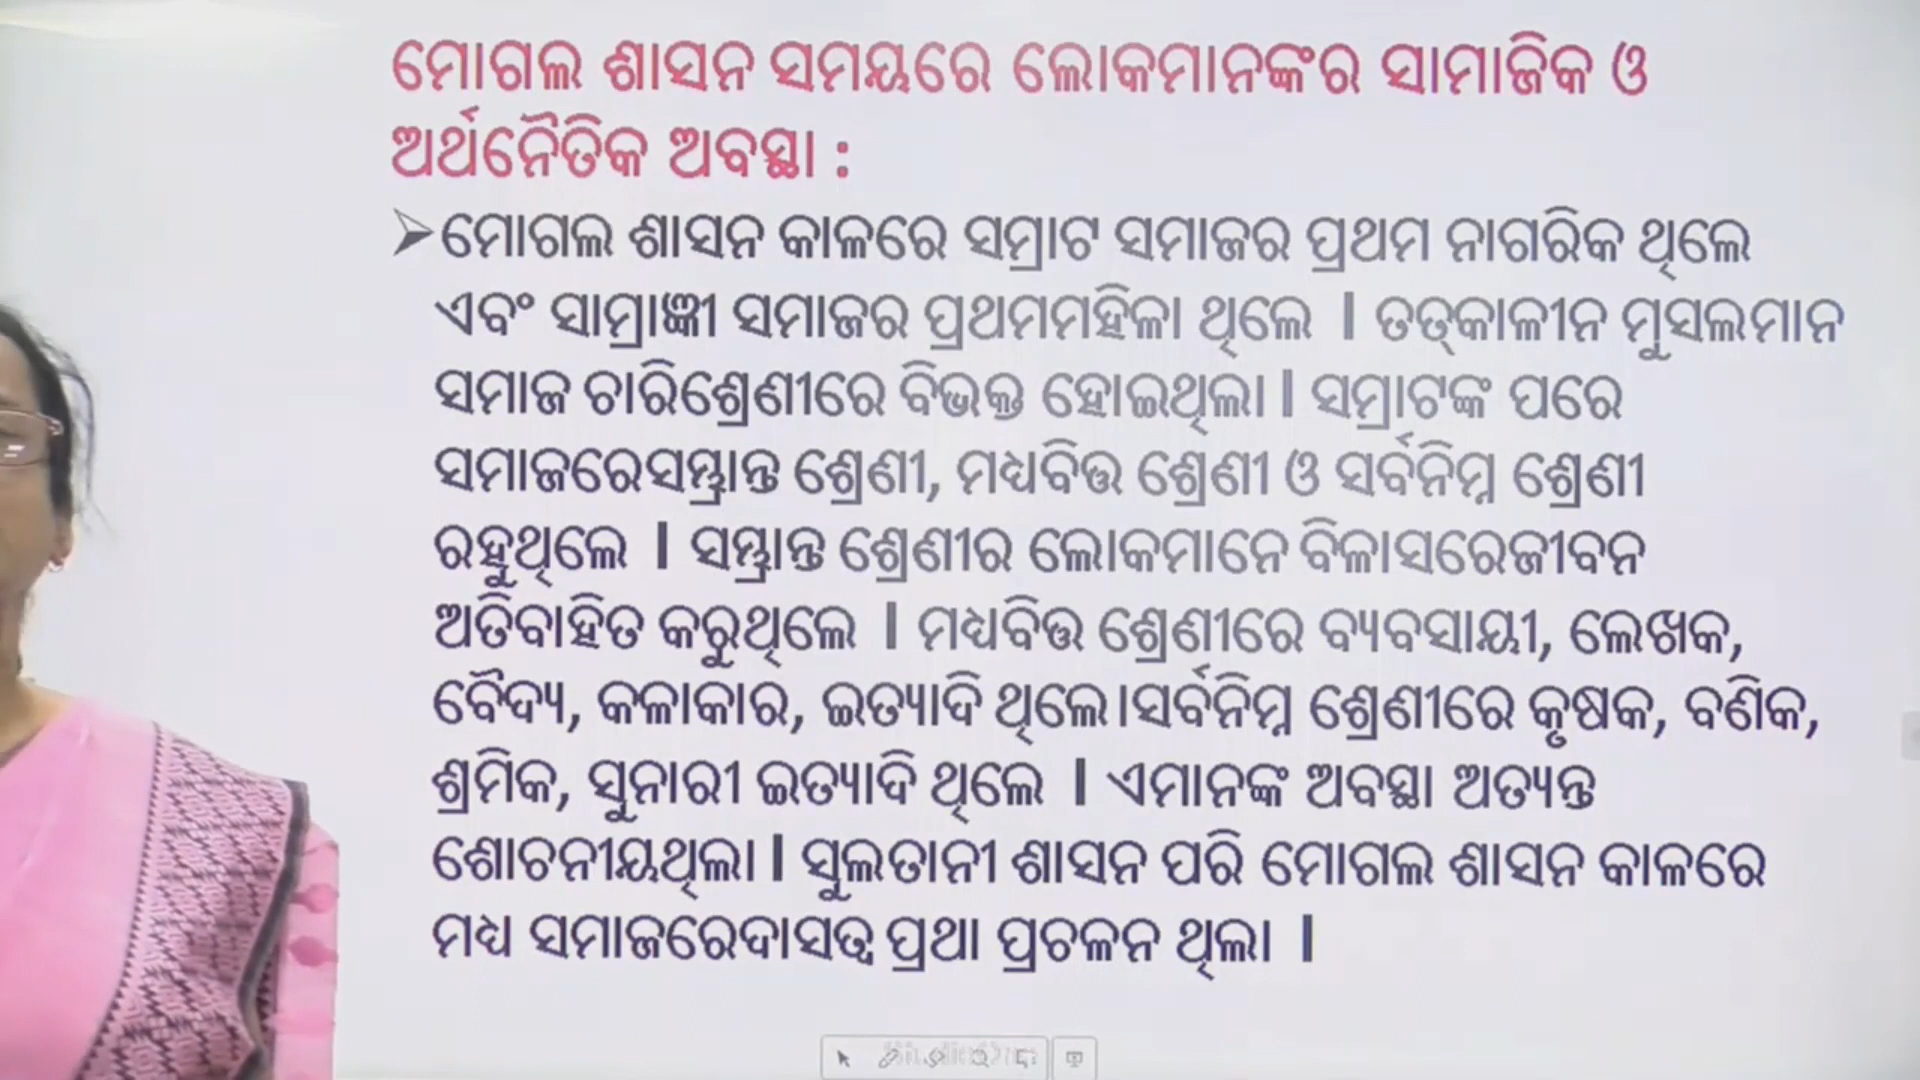 ମୋଗଲ ଶାସନ ସମୟରେ ଲୋକମାନଙ୍କର ସାମାଜିକ ଓ
ଅର୍ଥନୈତିକ ଅବସ୍ଥା :
➢ମୋଗଲ ଶାସନ କାଳରେ ସମ୍ରାଟ ସମାଜର ପ୍ରଥମ ନାଗରିକ ଥିଲେ
ଏବଂ ସାମ୍ରାଜ୍ଞୀ ସମାଜର ପ୍ରଥମମହିଳା ଥିଲେ । ତତ୍କାଳୀନ ମୁସଲମାନ
ସମାଜ ଚାରିଶ୍ରେଣୀରେ ବିଭକ୍ତ ହୋଇଥିଲା । ସମ୍ରାଟଙ୍କ ପରେ
ସମାଜରେସମ୍ଭ୍ରାନ୍ତ ଶ୍ରେଣୀ, ମଧ୍ୟବିତ୍ତ ଶ୍ରେଣୀ ଓ ସର୍ବନିମ୍ନ ଶ୍ରେଣୀ
ରହୁଥିଲେ । ସମ୍ଭ୍ରାନ୍ତ ଶ୍ରେଣୀର ଲୋକମାନେ ବିଳାସରେଜୀବନ
ଅତିବାହିତ କରୁଥିଲେ । ମଧ୍ୟବିତ୍ତ ଶ୍ରେଣୀରେ ବ୍ୟବସାୟୀ, ଲେଖକ,
ବୈଦ୍ୟ, କଳାକାର, ଇତ୍ୟାଦି ଥିଲେ।ସର୍ବନିମ୍ନ ଶ୍ରେଣୀରେ କୃଷକ, ବଣିକ,
ଶ୍ରମିକ, ସୁନାରୀ ଇତ୍ୟାଦି ଥିଲେ । ଏମାନଙ୍କ ଅବସ୍ଥା ଅତ୍ୟନ୍ତ
ଶୋଚନୀୟଥିଲା । ସୁଲତାନୀ ଶାସନ ପରି ମୋଗଲ ଶାସନ କାଳରେ
ମଧ୍ୟ ସମାଜରେଦାସତ୍ୱ ପ୍ରଥା ପ୍ରଚଳନ ଥିଲା ।